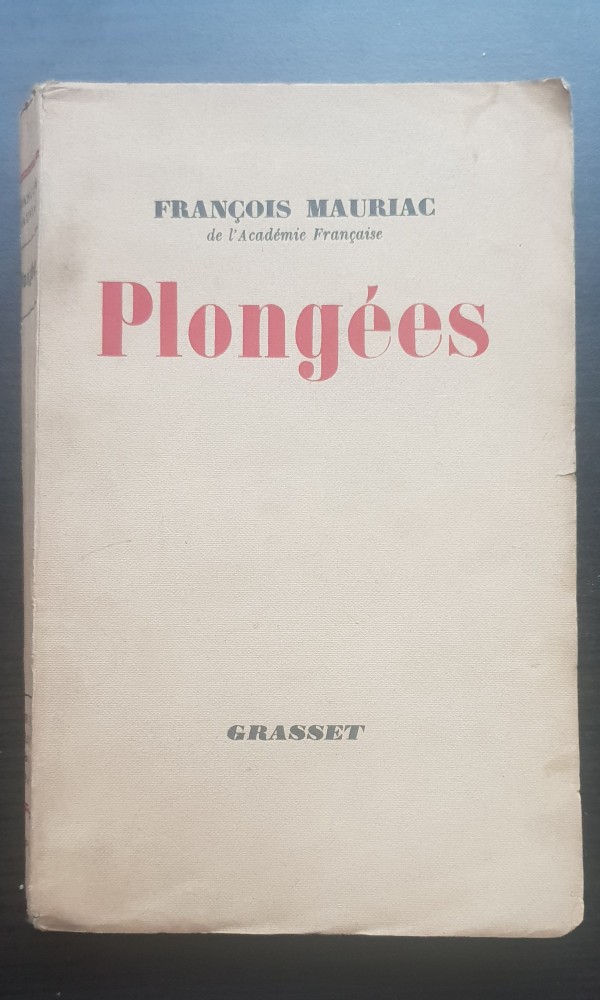 FRANÇOIS MAURIAC
de l'Académie Française
Plongées
GRASSET